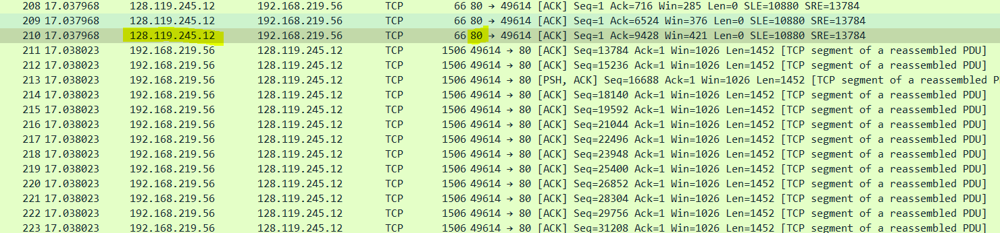 208 17.037968 128.119.245.12 192.168.219.56 TCP 66 80 → 49614 [ACK] Seq=1 Ack=716 Win=285 Len=0 SLE=10880 SRE=13784
209 17.037968 128.119.245.12 192.168.219.56 TCP 66 80 → 49614 [ACK] Seq=1 Ack=6524 Win=376 Len=0 SLE=10880 SRE=13784
210 17.037968 128.119.245.12 192.168.219.56 TCP 66 80 → 49614 [ACK] Seq=1 Ack=9428 Win=421 Len=0 SLE=10880 SRE=13784
211 17.038023 192.168.219.56 128.119.245.12 TCP 1506 49614 → 80 [ACK] Seq=13784 Ack=1 Win=1026 Len=1452 [TCP segment of a reassembled PDU]
212 17.038023 192.168.219.56 128.119.245.12 TCP 1506 49614 → 80 [ACK] Seq=15236 Ack=1 Win=1026 Len=1452 [TCP segment of a reassembled PDU]
213 17.038023 192.168.219.56 128.119.245.12 TCP 1506 49614 → 80 [PSH, ACK] Seq=16688 Ack=1 Win=1026 Len=1452 [TCP segment of a reassembled P
214 17.038023 192.168.219.56 128.119.245.12 TCP 1506 49614 → 80 [ACK] Seq=18140 Ack=1 Win=1026 Len=1452 [TCP segment of a reassembled PDU]
215 17.038023 192.168.219.56 128.119.245.12 TCP 1506 49614 → 80 [ACK] Seq=19592 Ack=1 Win=1026 Len=1452 [TCP segment of a reassembled PDU]
216 17.038023 192.168.219.56 128.119.245.12 TCP 1506 49614 → 80 [ACK] Seq=21044 Ack=1 Win=1026 Len=1452 [TCP segment of a reassembled PDU]
217 17.038023 192.168.219.56 128.119.245.12 TCP 1506 49614 → 80 [ACK] Seq=22496 Ack=1 Win=1026 Len=1452 [TCP segment of a reassembled PDU]
218 17.038023 192.168.219.56 128.119.245.12 TCP 1506 49614 → 80 [ACK] Seq=23948 Ack=1 Win=1026 Len=1452 [TCP segment of a reassembled PDU]
219 17.038023 192.168.219.56 128.119.245.12 TCP 1506 49614 → 80 [ACK] Seq=25400 Ack=1 Win=1026 Len=1452 [TCP segment of a reassembled PDU]
220 17.038023 192.168.219.56 128.119.245.12 TCP 1506 49614 → 80 [ACK] Seq=26852 Ack=1 Win=1026 Len=1452 [TCP segment of a reassembled PDU]
221 17.038023 192.168.219.56 128.119.245.12 TCP 1506 49614 → 80 [ACK] Seq=28304 Ack=1 Win=1026 Len=1452 [TCP segment of a reassembled PDU]
222 17.038023 192.168.219.56 128.119.245.12 TCP 1506 49614 → 80 [ACK] Seq=29756 Ack=1 Win=1026 Len=1452 [TCP segment of a reassembled PDU]
223 17.038023 192.168.219.56 128.119.245.12 TCP 1506 49614 → 80 [ACK] Seq=31208 Ack=1 Win=1026 Len=1452 [TCP segment of a reassembled PDU]